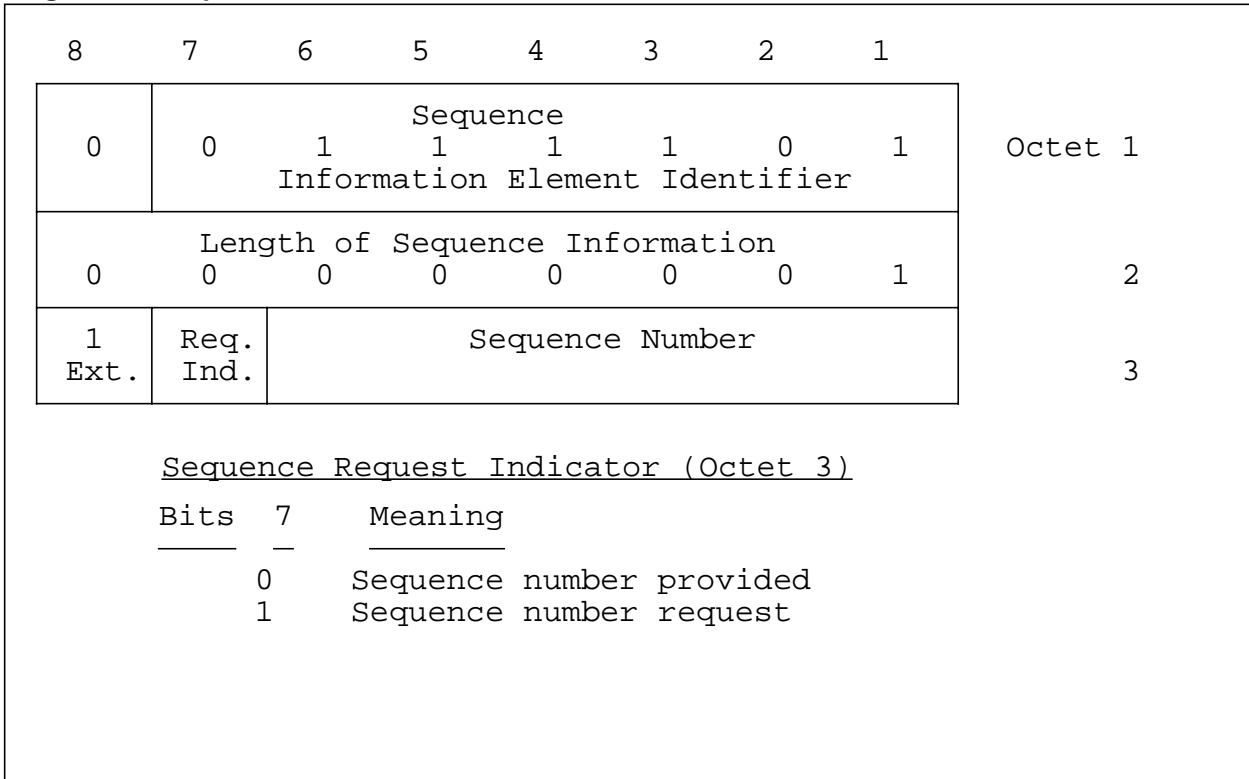 8 7 6 5 4 3 2 1
Sequence
0 0 1 1 1 1 0 1 Octet 1
Information Element Identifier
Length of Sequence Information
0 0 0 0 0 0 0 1 2
1 Req. Sequence Number
Ext. Ind. 3
Sequence Request Indicator (Octet 3)
Bits 7 Meaning
0 Sequence number provided
1 Sequence number request